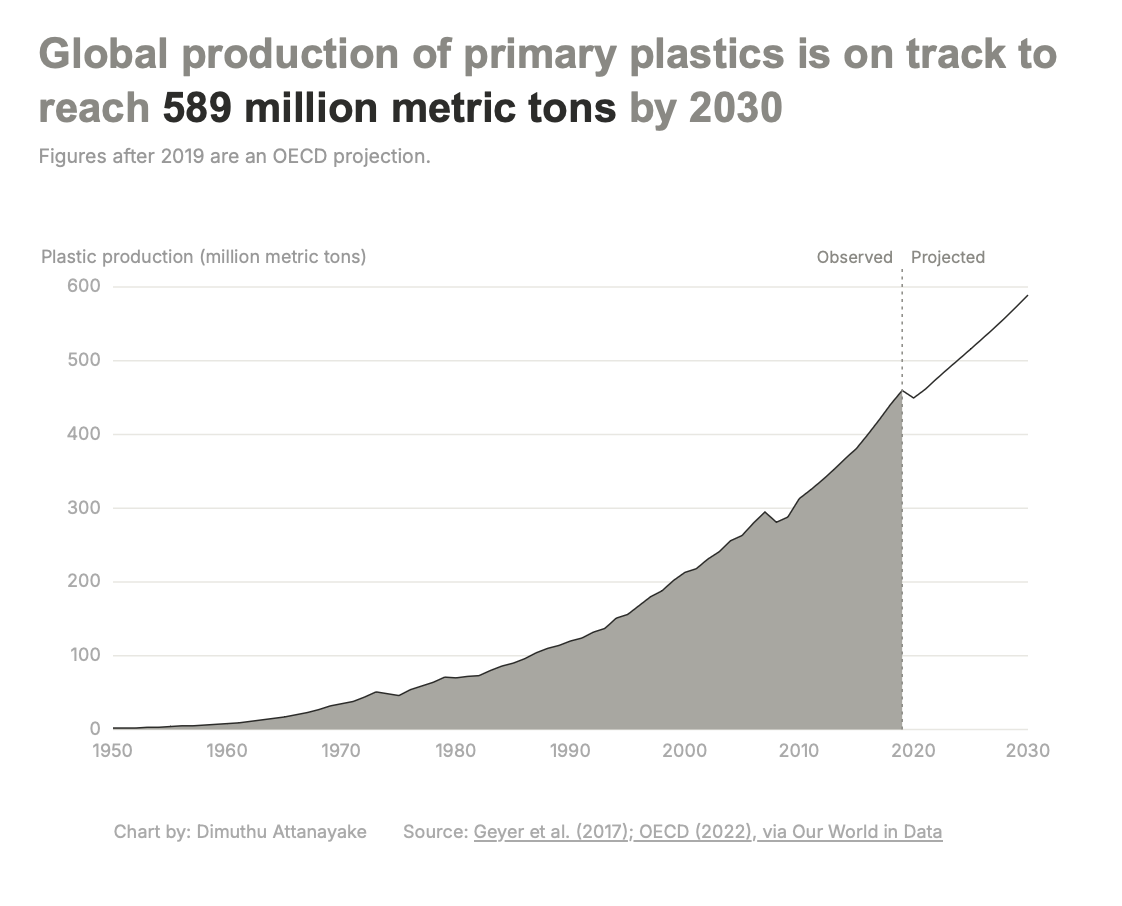 Global production of primary plastics is on track to
reach 589 million metric tons by 2030
Figures after 2019 are an OECD projection.
Plastic production (million metric tons)
Observed
Projected
600
500
400
300
200
100
0
1950 1960 1970 1980 1990 2000 2010 2020 2030
Chart by: Dimuthu Attanayake Source: Geyer et al. (2017); OECD (2022), via Our World in Data